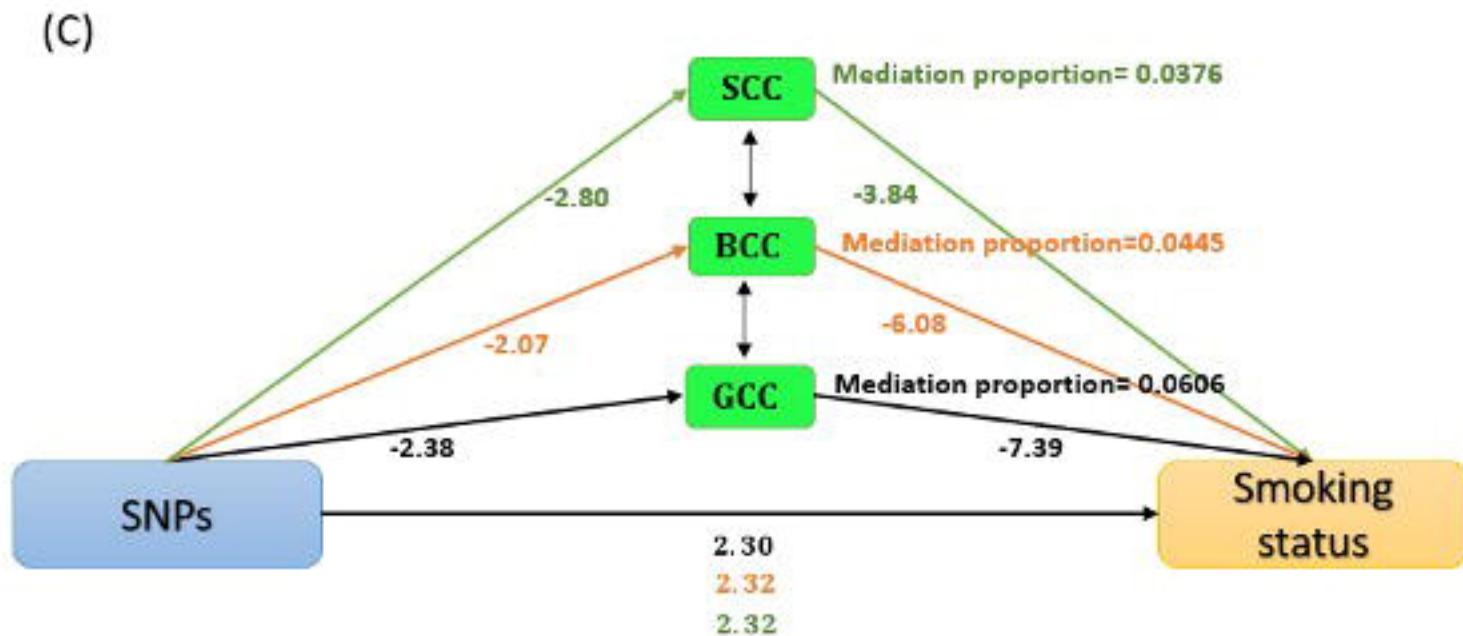 (C)
SCC
Mediation proportion= 0.0376
-2.80
-3.84
BCC
Mediation proportion=0.0445
-2.07
-6.08
GCC
Mediation proportion= 0.0606
-2.38
-7.39
SNPs
Smoking
status
2.30
2.32
2.32